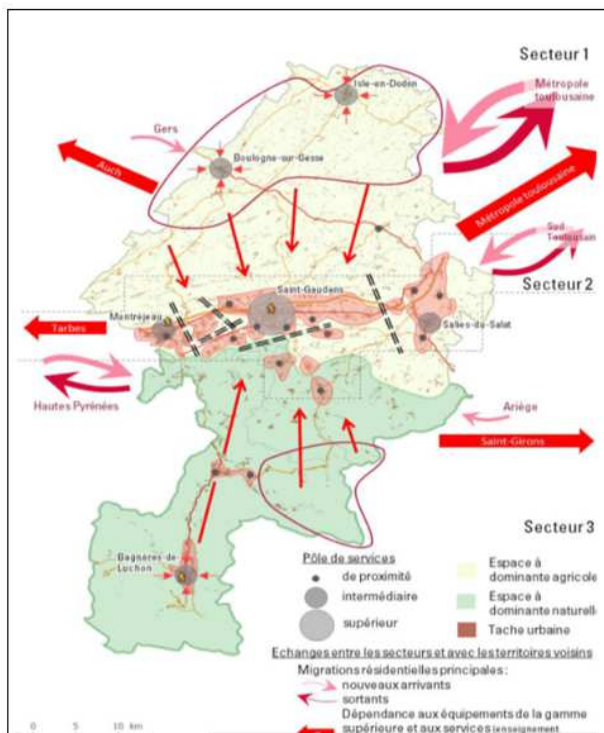 Secteur 1
Isle-en-Dodon
Métropole
toulousaine
Gers
Boulogne-sur-Gesse
Auch
Métropole toulousaine
Sud
Toulousain
Saint-Gaudens
Secteur 2
Montréjeau
Salies-du-Salat
Tarbes
Hautes Pyrénées
Ariège
Saint-Girons
Secteur 3
Bagnères-de-
Luchon
Pôle de services
de proximité
intermédiaire
supérieur
Espace à
dominante agricole
Espace à
dominante naturelle
Tache urbaine
Echanges entre les secteurs et avec les territoires voisins
Migrations résidentielles principales :
nouveaux arrivants
sortants
Dépendance aux équipements de la gamme
supérieure et aux services (enseignement
0 5 10 km